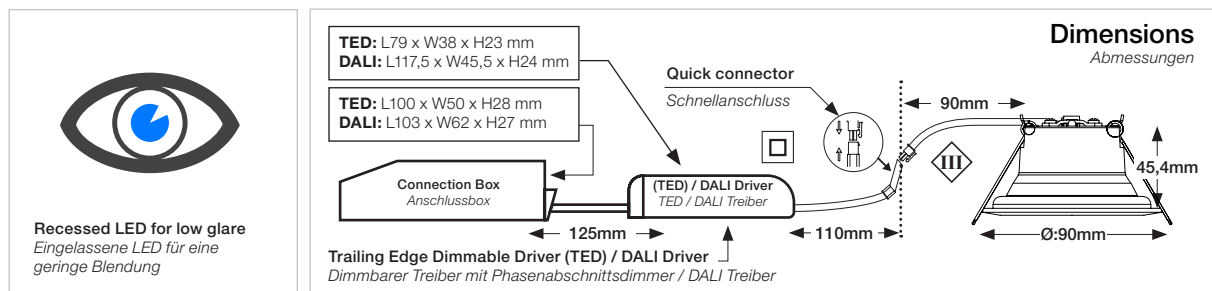 Recessed LED for low glare
Eingelassene LED für eine
geringe Blendung
Dimensions
Abmessungen
TED: L79 x W38 x H23 mm
DALI: L117,5 x W45,5 x H24 mm
TED: L100 x W50 x H28 mm
DALI: L103 x W62 x H27 mm
Quick connector
Schnellanschluss
90mm
III
45,4mm
Connection Box
Anschlussbox
(TED) / DALI Driver
TED / DALI Treiber
125mm
110mm
Ø:90mm
Trailing Edge Dimmable Driver (TED) / DALI Driver
Dimmbarer Treiber mit Phasenabschnittsdimmer / DALI Treiber